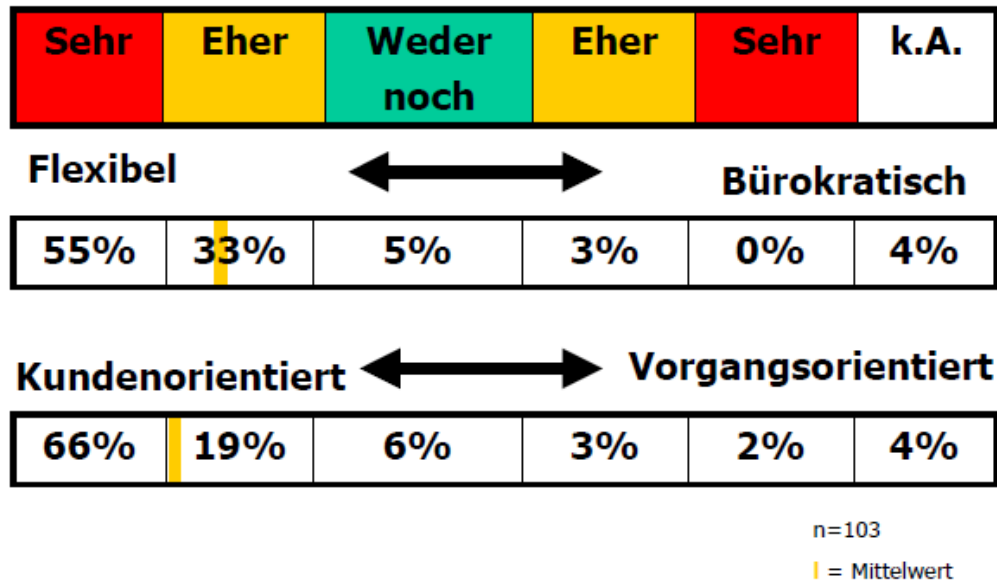 Sehr Eher Weder noch Eher Sehr k.A.
Flexibel Bürokratisch
55% 33% 5% 3% 0% 4%
Kundenorientiert Vorgangsorientiert
66% 19% 6% 3% 2% 4%
n=103
= Mittelwert